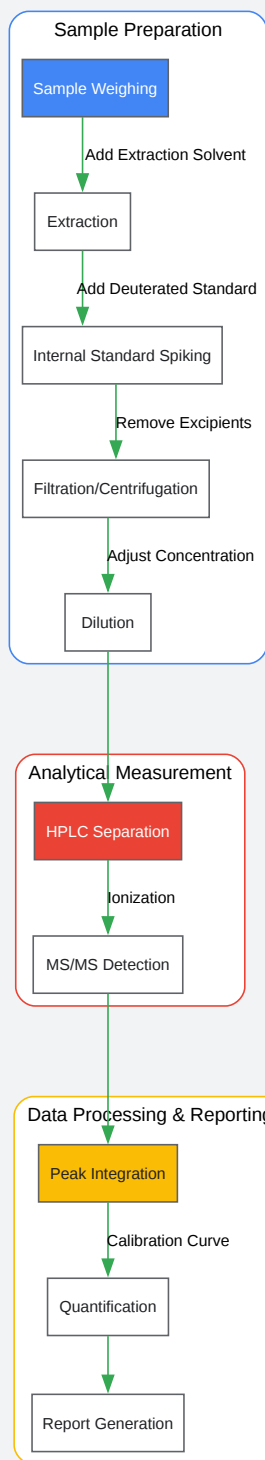 Sample Preparation
Sample Weighing
Add Extraction Solvent
Extraction
Add Deuterated Standard
Internal Standard Spiking
Remove Excipients
Filtration/Centrifugation
Adjust Concentration
Dilution
Analytical Measurement
HPLC Separation
Ionization
MS/MS Detection
Data Processing & Reporting
Peak Integration
Calibration Curve
Quantification
Report Generation